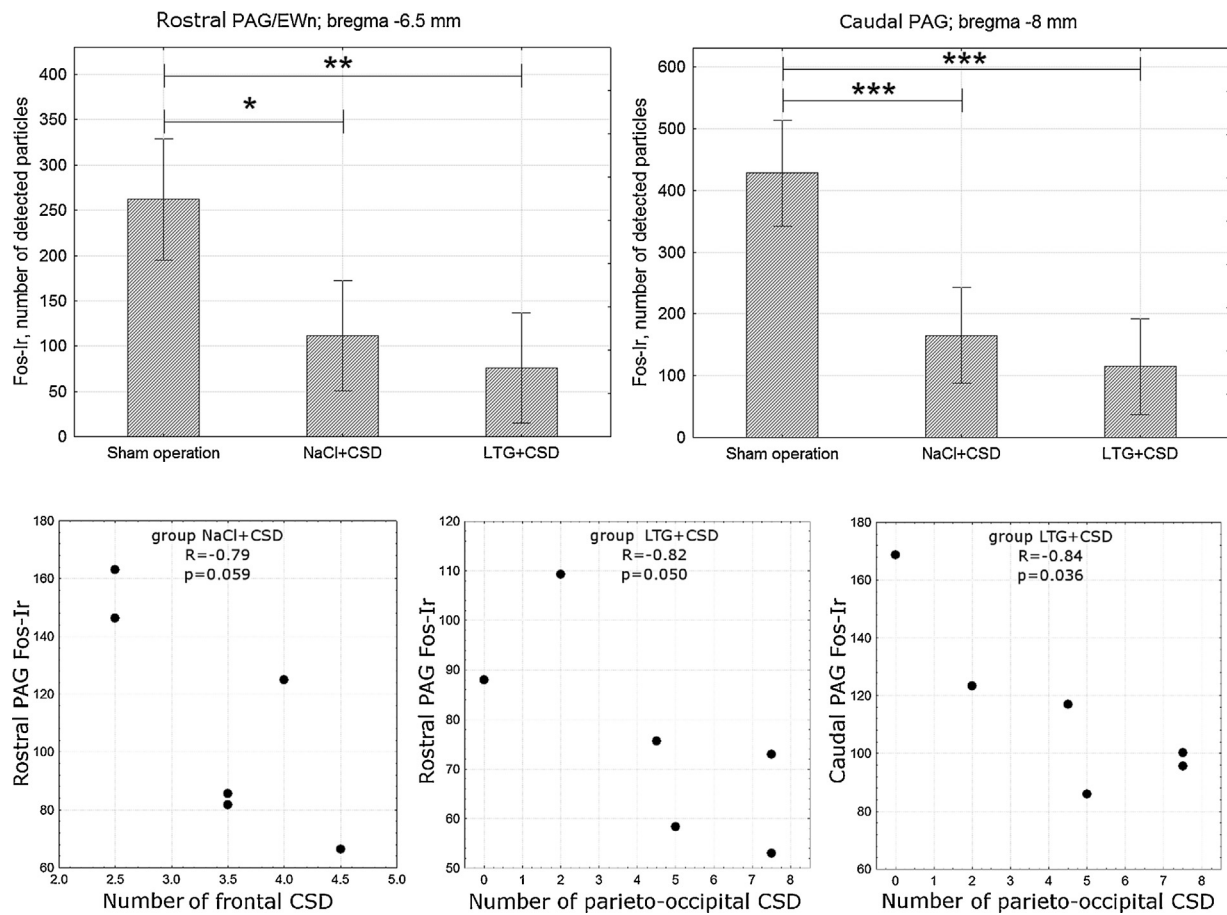 Rostral PAG/EWn; bregma -6.5 mm
Fos-Ir, number of detected particles
400
350
300
250
200
150
100
50
0
**
*
Sham operation NaCl+CSD LTG+CSD
Caudal PAG; bregma -8 mm
Fos-Ir, number of detected particles
600
500
400
300
200
100
0
***
***
Sham operation NaCl+CSD LTG+CSD
group NaCl+CSD
R=-0.79
p=0.059
Rostral PAG Fos-Ir
180
160
140
120
100
80
60
2.0 2.5 3.0 3.5 4.0 4.5 5.0
Number of frontal CSD
group LTG+CSD
R=-0.82
p=0.050
Rostral PAG Fos-Ir
120
110
100
90
80
70
60
50
0 1 2 3 4 5 6 7 8
Number of parieto-occipital CSD
group LTG+CSD
R=-0.84
p=0.036
Caudal PAG Fos-Ir
180
160
140
120
100
80
60
0 1 2 3 4 5 6 7 8
Number of parieto-occipital CSD